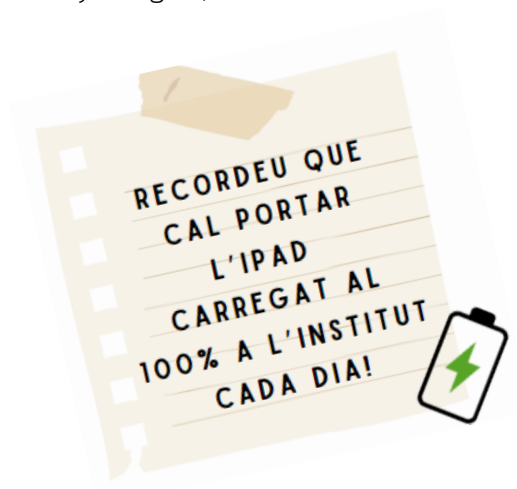 RECORDEU QUE
CAL PORTAR
L'IPAD
CARREGAT AL
100% A L'INSTITUT
CADA DIA!